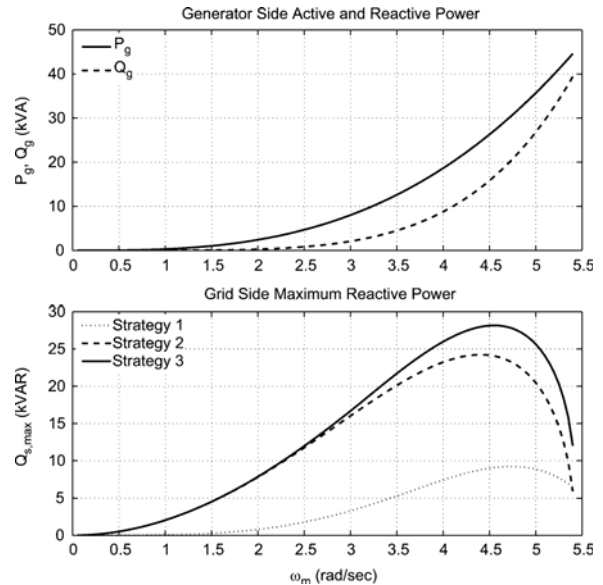 Generator Side Active and Reactive Power
P_g, Q_g (kVA)
50
40
30
20
10
0
P_g
Q_g
0 0.5 1 1.5 2 2.5 3 3.5 4 4.5 5 5.5
Grid Side Maximum Reactive Power
Q_s,max (kVAR)
30
25
20
15
10
5
0
Strategy 1
Strategy 2
Strategy 3
0 0.5 1 1.5 2 2.5 3 3.5 4 4.5 5 5.5
ω_m (rad/sec)